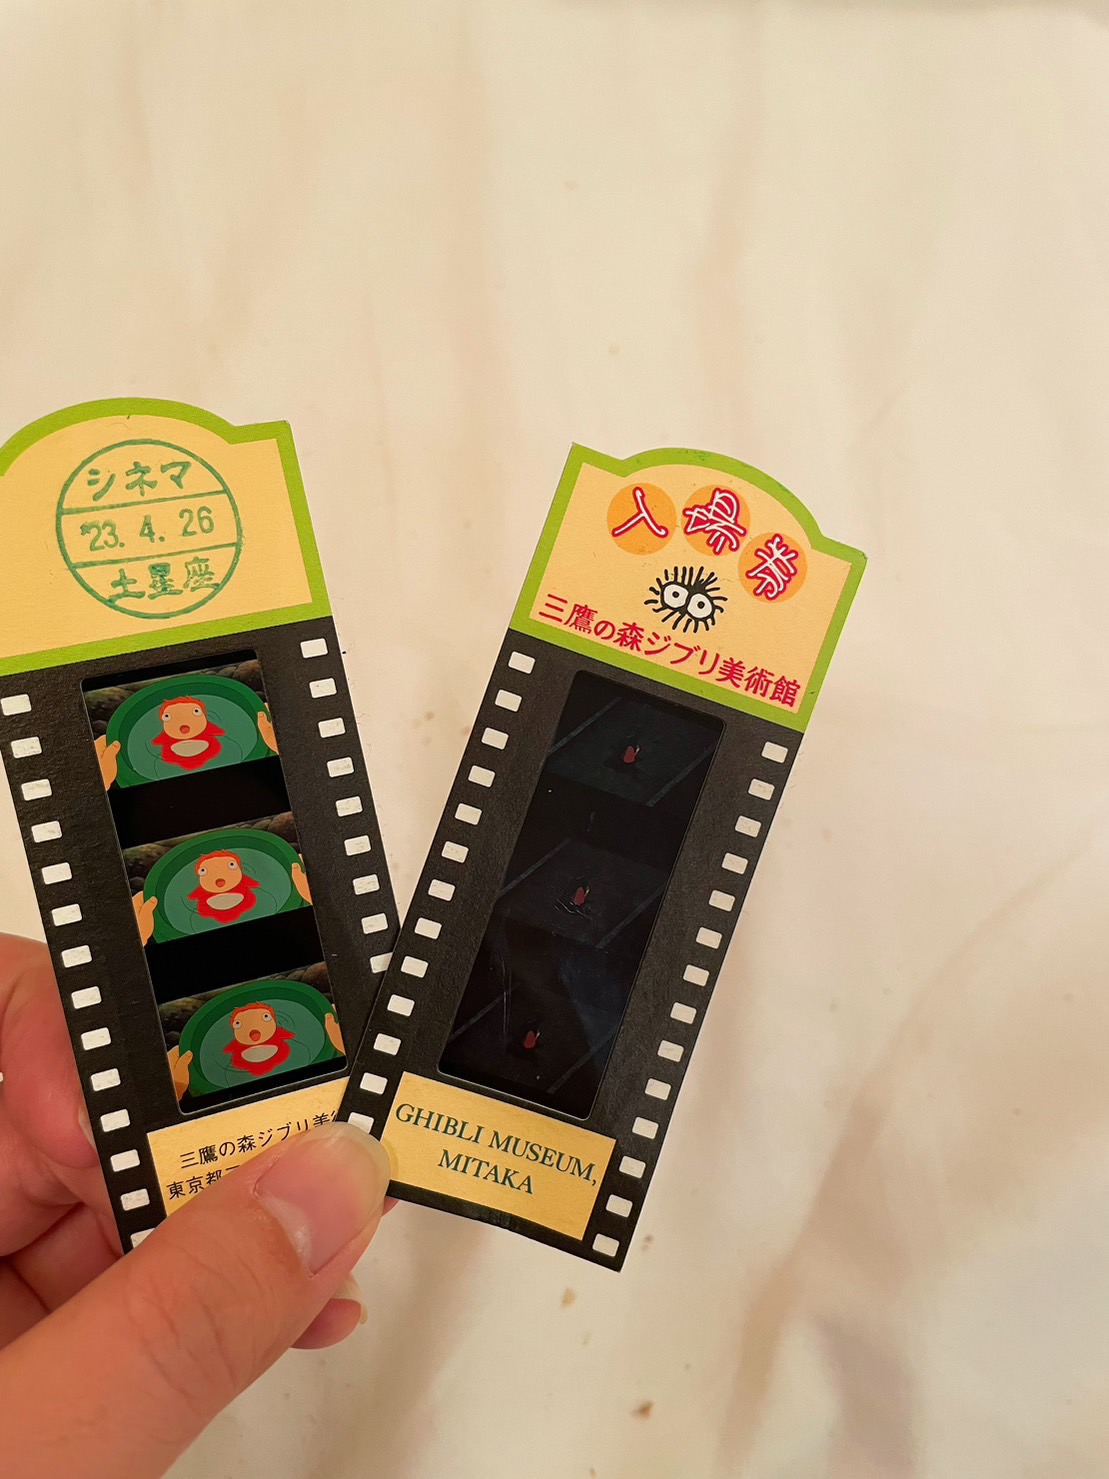 シネマ
'23. 4. 26
土星座
三鷹の森ジブリ美
東京都
入場券
三鷹の森ジブリ美術館
GHIBLI MUSEUM,
MITAKA